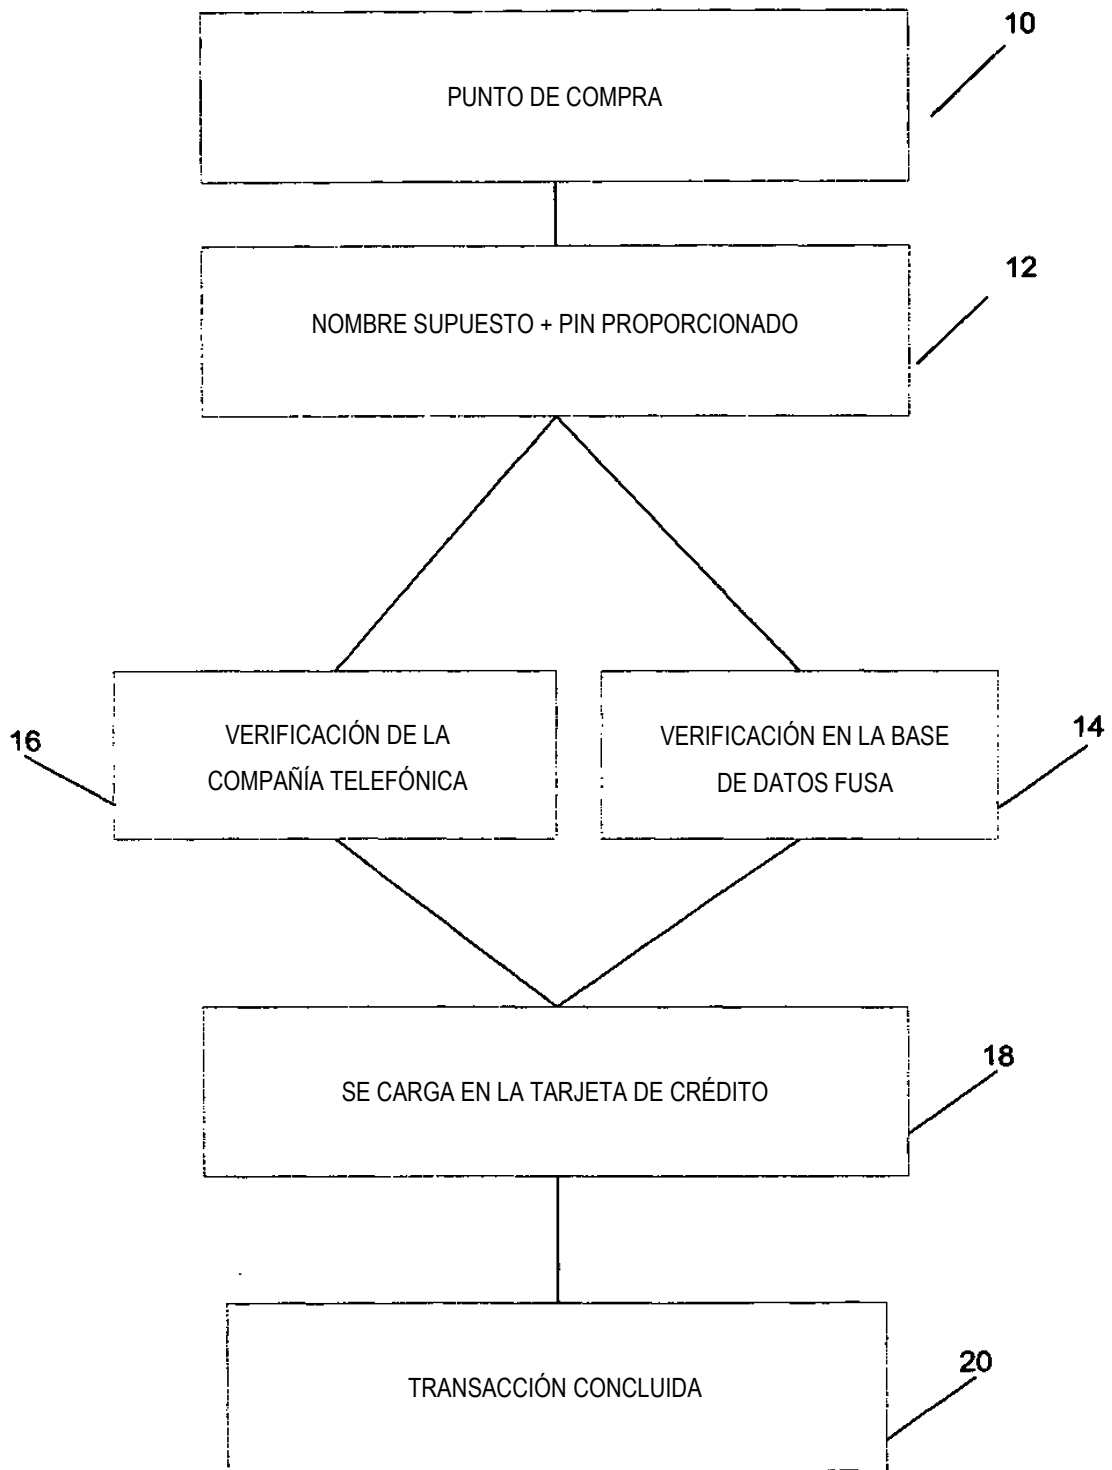 10
PUNTO DE COMPRA
12
NOMBRE SUPUESTO + PIN PROPORCIONADO
16
VERIFICACIÓN DE LA
COMPAÑÍA TELEFÓNICA
VERIFICACIÓN EN LA BASE
DE DATOS FUSA
14
18
SE CARGA EN LA TARJETA DE CRÉDITO
20
TRANSACCIÓN CONCLUIDA